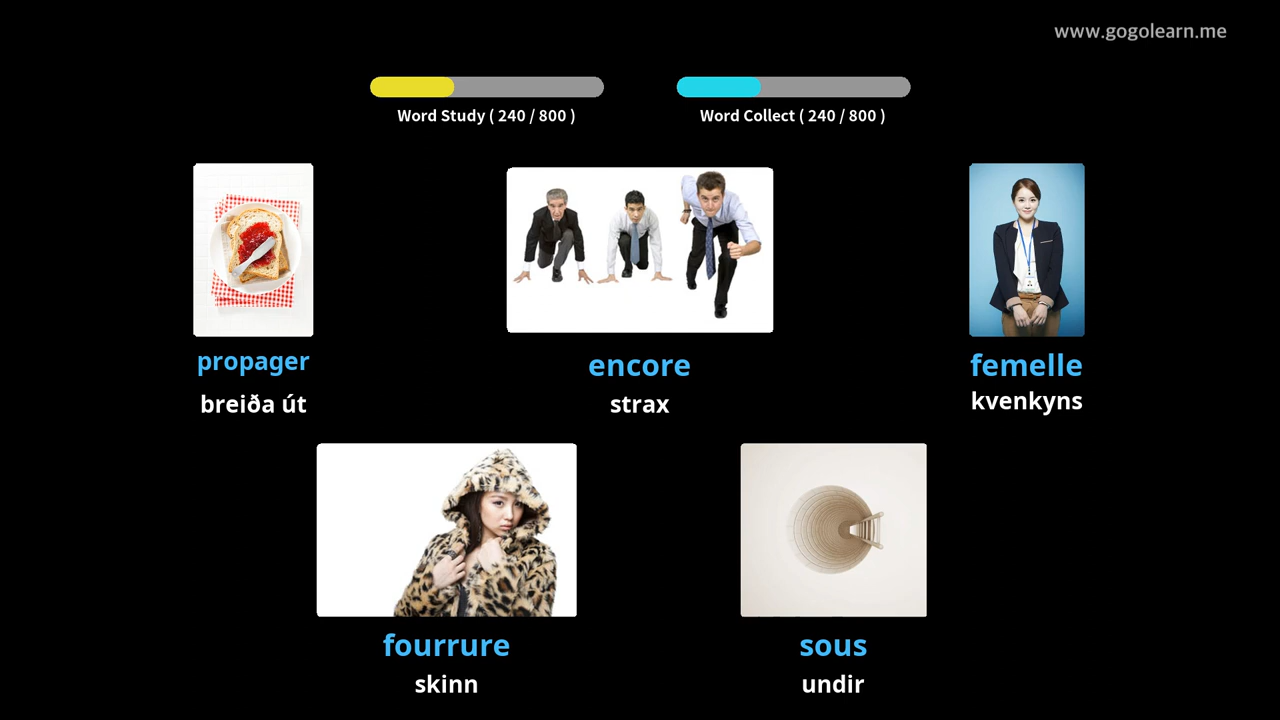 www.gogolearn.me
Word Study ( 240 / 800 )
Word Collect ( 240 / 800 )
propager
breiða út
encore
strax
femelle
kvenkyns
fourrure
skinn
sous
undir